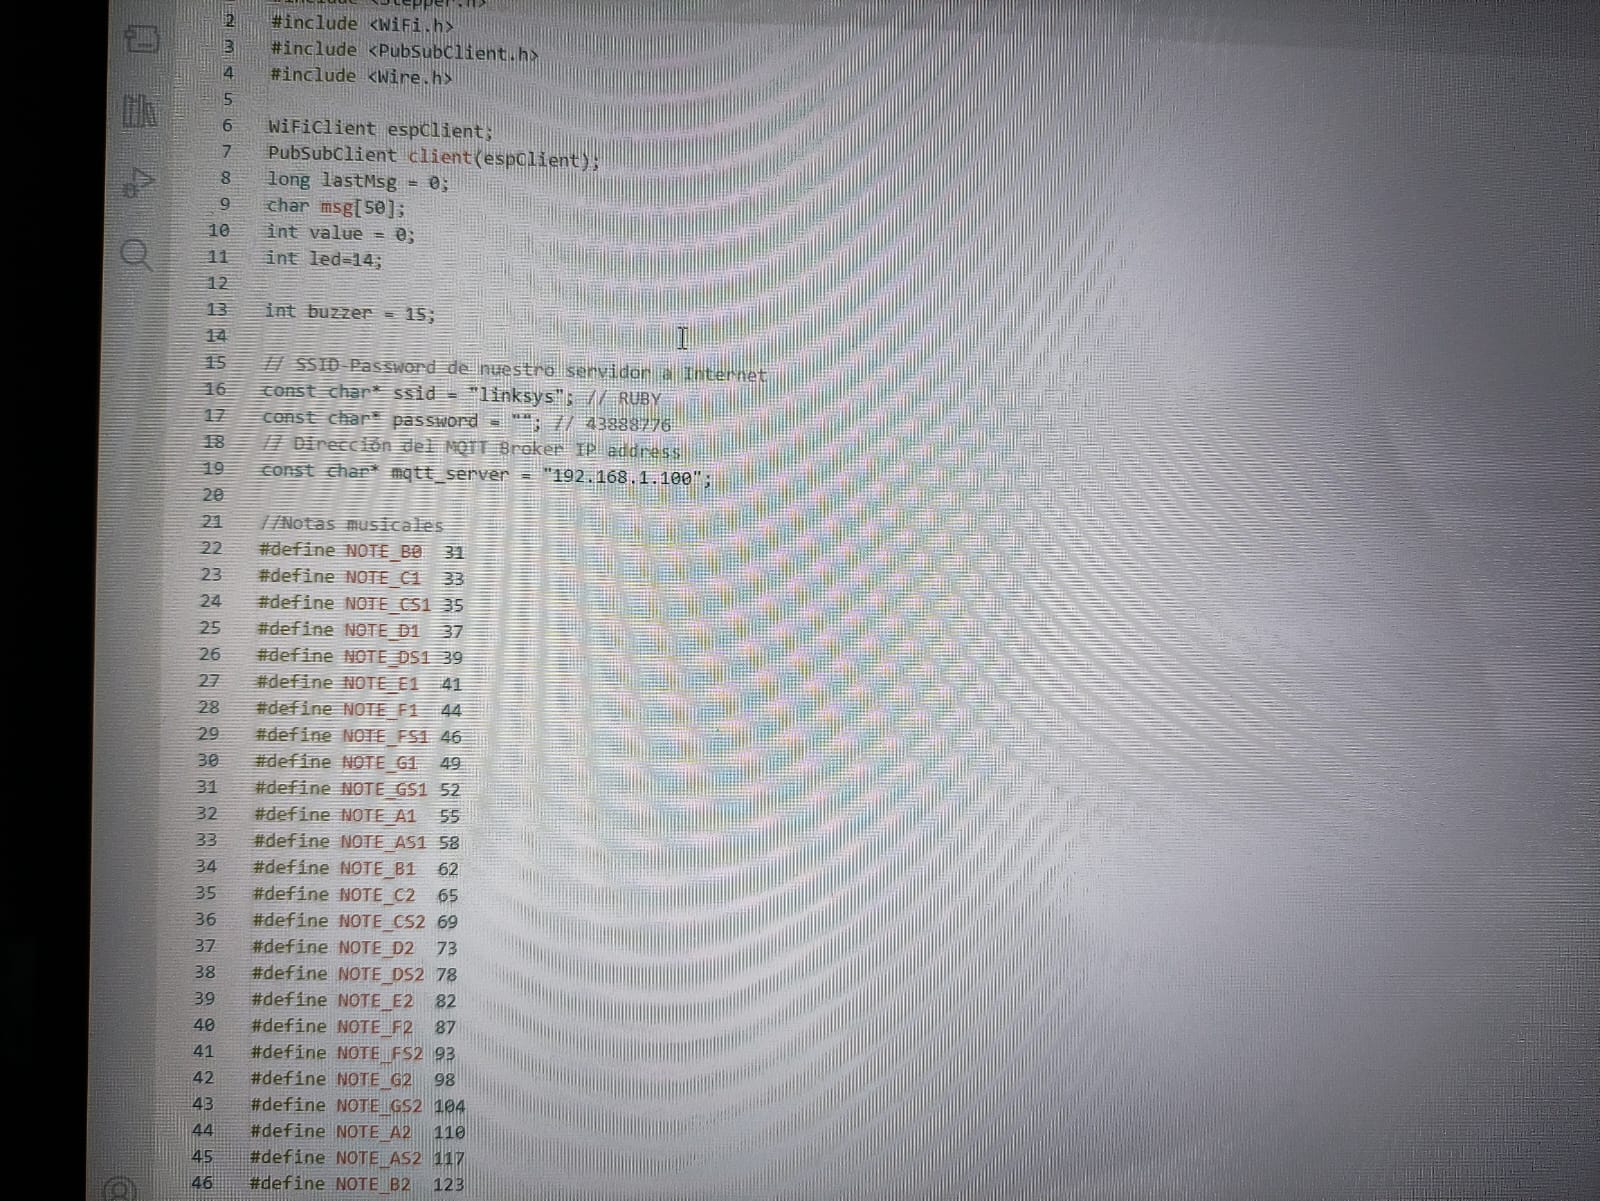 #include <Stepper.h>
2 #include <WiFi.h>
3 #include <PubSubClient.h>
4 #include <Wire.h>
5
6 WiFiClient espClient;
7 PubSubClient client(espClient);
8 long lastMsg = 0;
9 char msg[50];
10 int value = 0;
11 int led=14;
12
13 int buzzer = 15;
14
15 // SSID-Password de nuestro servidor a Internet
16 const char* ssid = "linksys"; // RUBY
17 const char* password = ""; // 43888776
18 // Dirección del MQTT Broker IP address
19 const char* mqtt_server = "192.168.1.100";
20
21 //Notas musicales
22 #define NOTE_B0 31
23 #define NOTE_C1 33
24 #define NOTE_CS1 35
25 #define NOTE_D1 37
26 #define NOTE_DS1 39
27 #define NOTE_E1 41
28 #define NOTE_F1 44
29 #define NOTE_FS1 46
30 #define NOTE_G1 49
31 #define NOTE_GS1 52
32 #define NOTE_A1 55
33 #define NOTE_AS1 58
34 #define NOTE_B1 62
35 #define NOTE_C2 65
36 #define NOTE_CS2 69
37 #define NOTE_D2 73
38 #define NOTE_DS2 78
39 #define NOTE_E2 82
40 #define NOTE_F2 87
41 #define NOTE_FS2 93
42 #define NOTE_G2 98
43 #define NOTE_GS2 104
44 #define NOTE_A2 110
45 #define NOTE_AS2 117
46 #define NOTE_B2 123